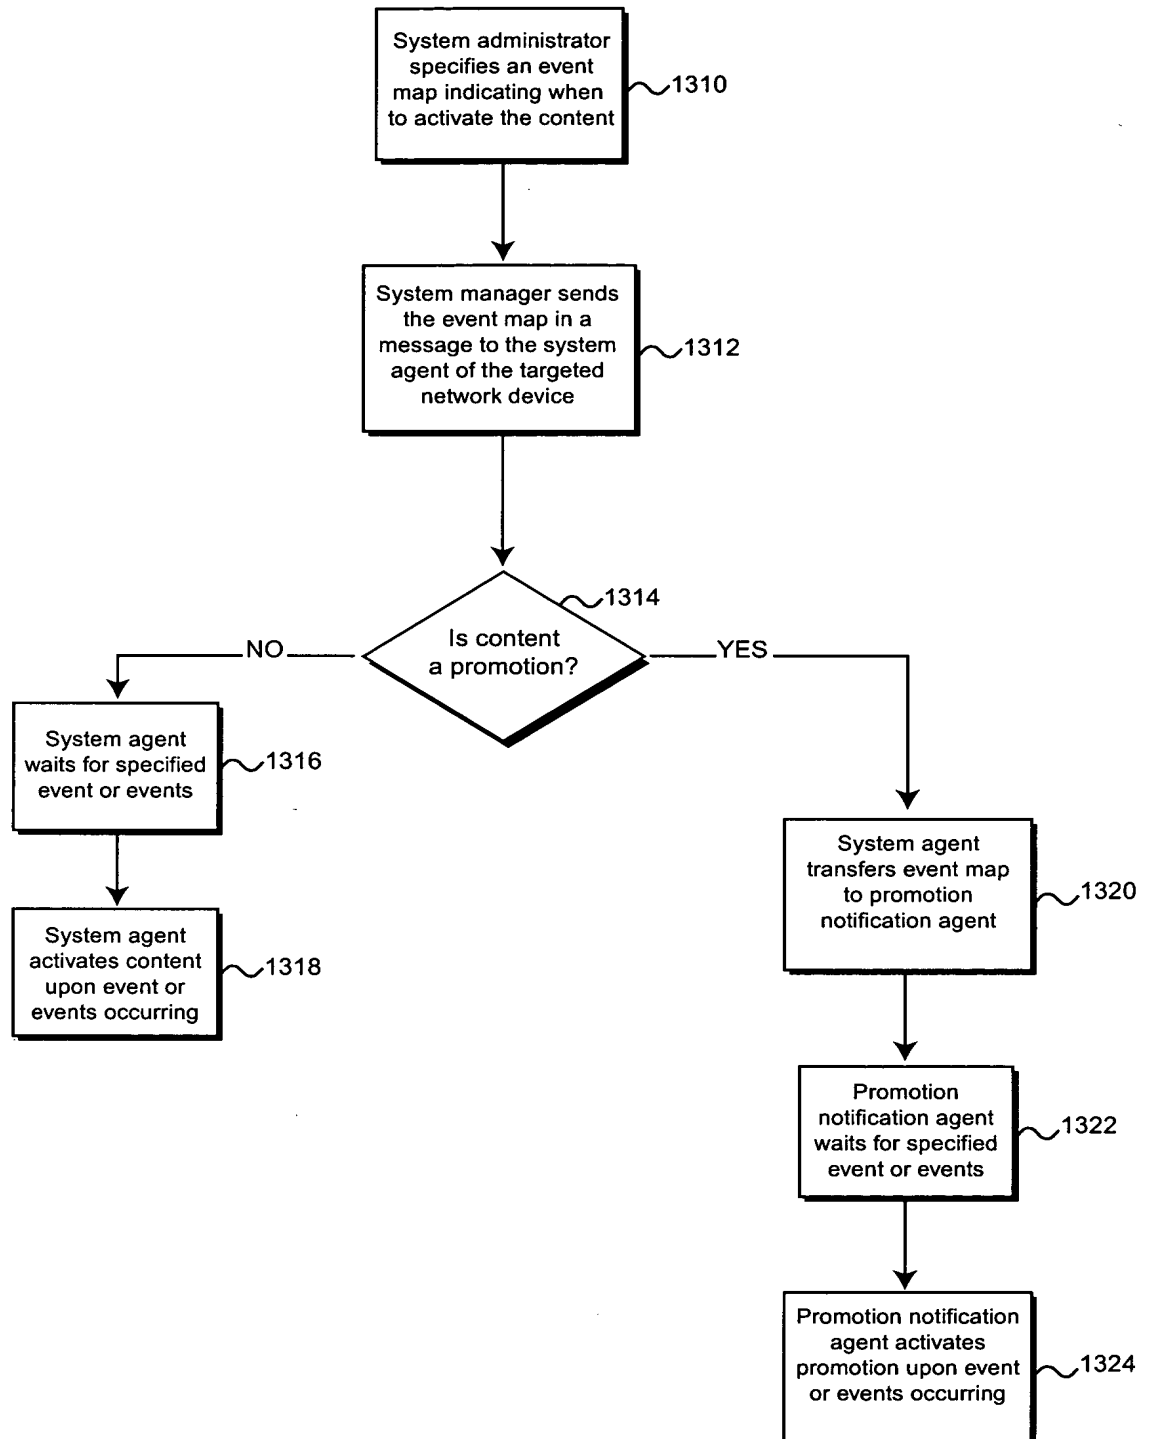 System administrator
specifies an event
map indicating when
to activate the content
1310
System manager sends
the event map in a
message to the system
agent of the targeted
network device
1312
Is content
a promotion?
1314
NO
YES
System agent
waits for specified
event or events
1316
System agent
activates content
upon event or
events occurring
1318
System agent
transfers event map
to promotion
notification agent
1320
Promotion
notification agent
waits for specified
event or events
1322
Promotion notification
agent activates
promotion upon event
or events occurring
1324